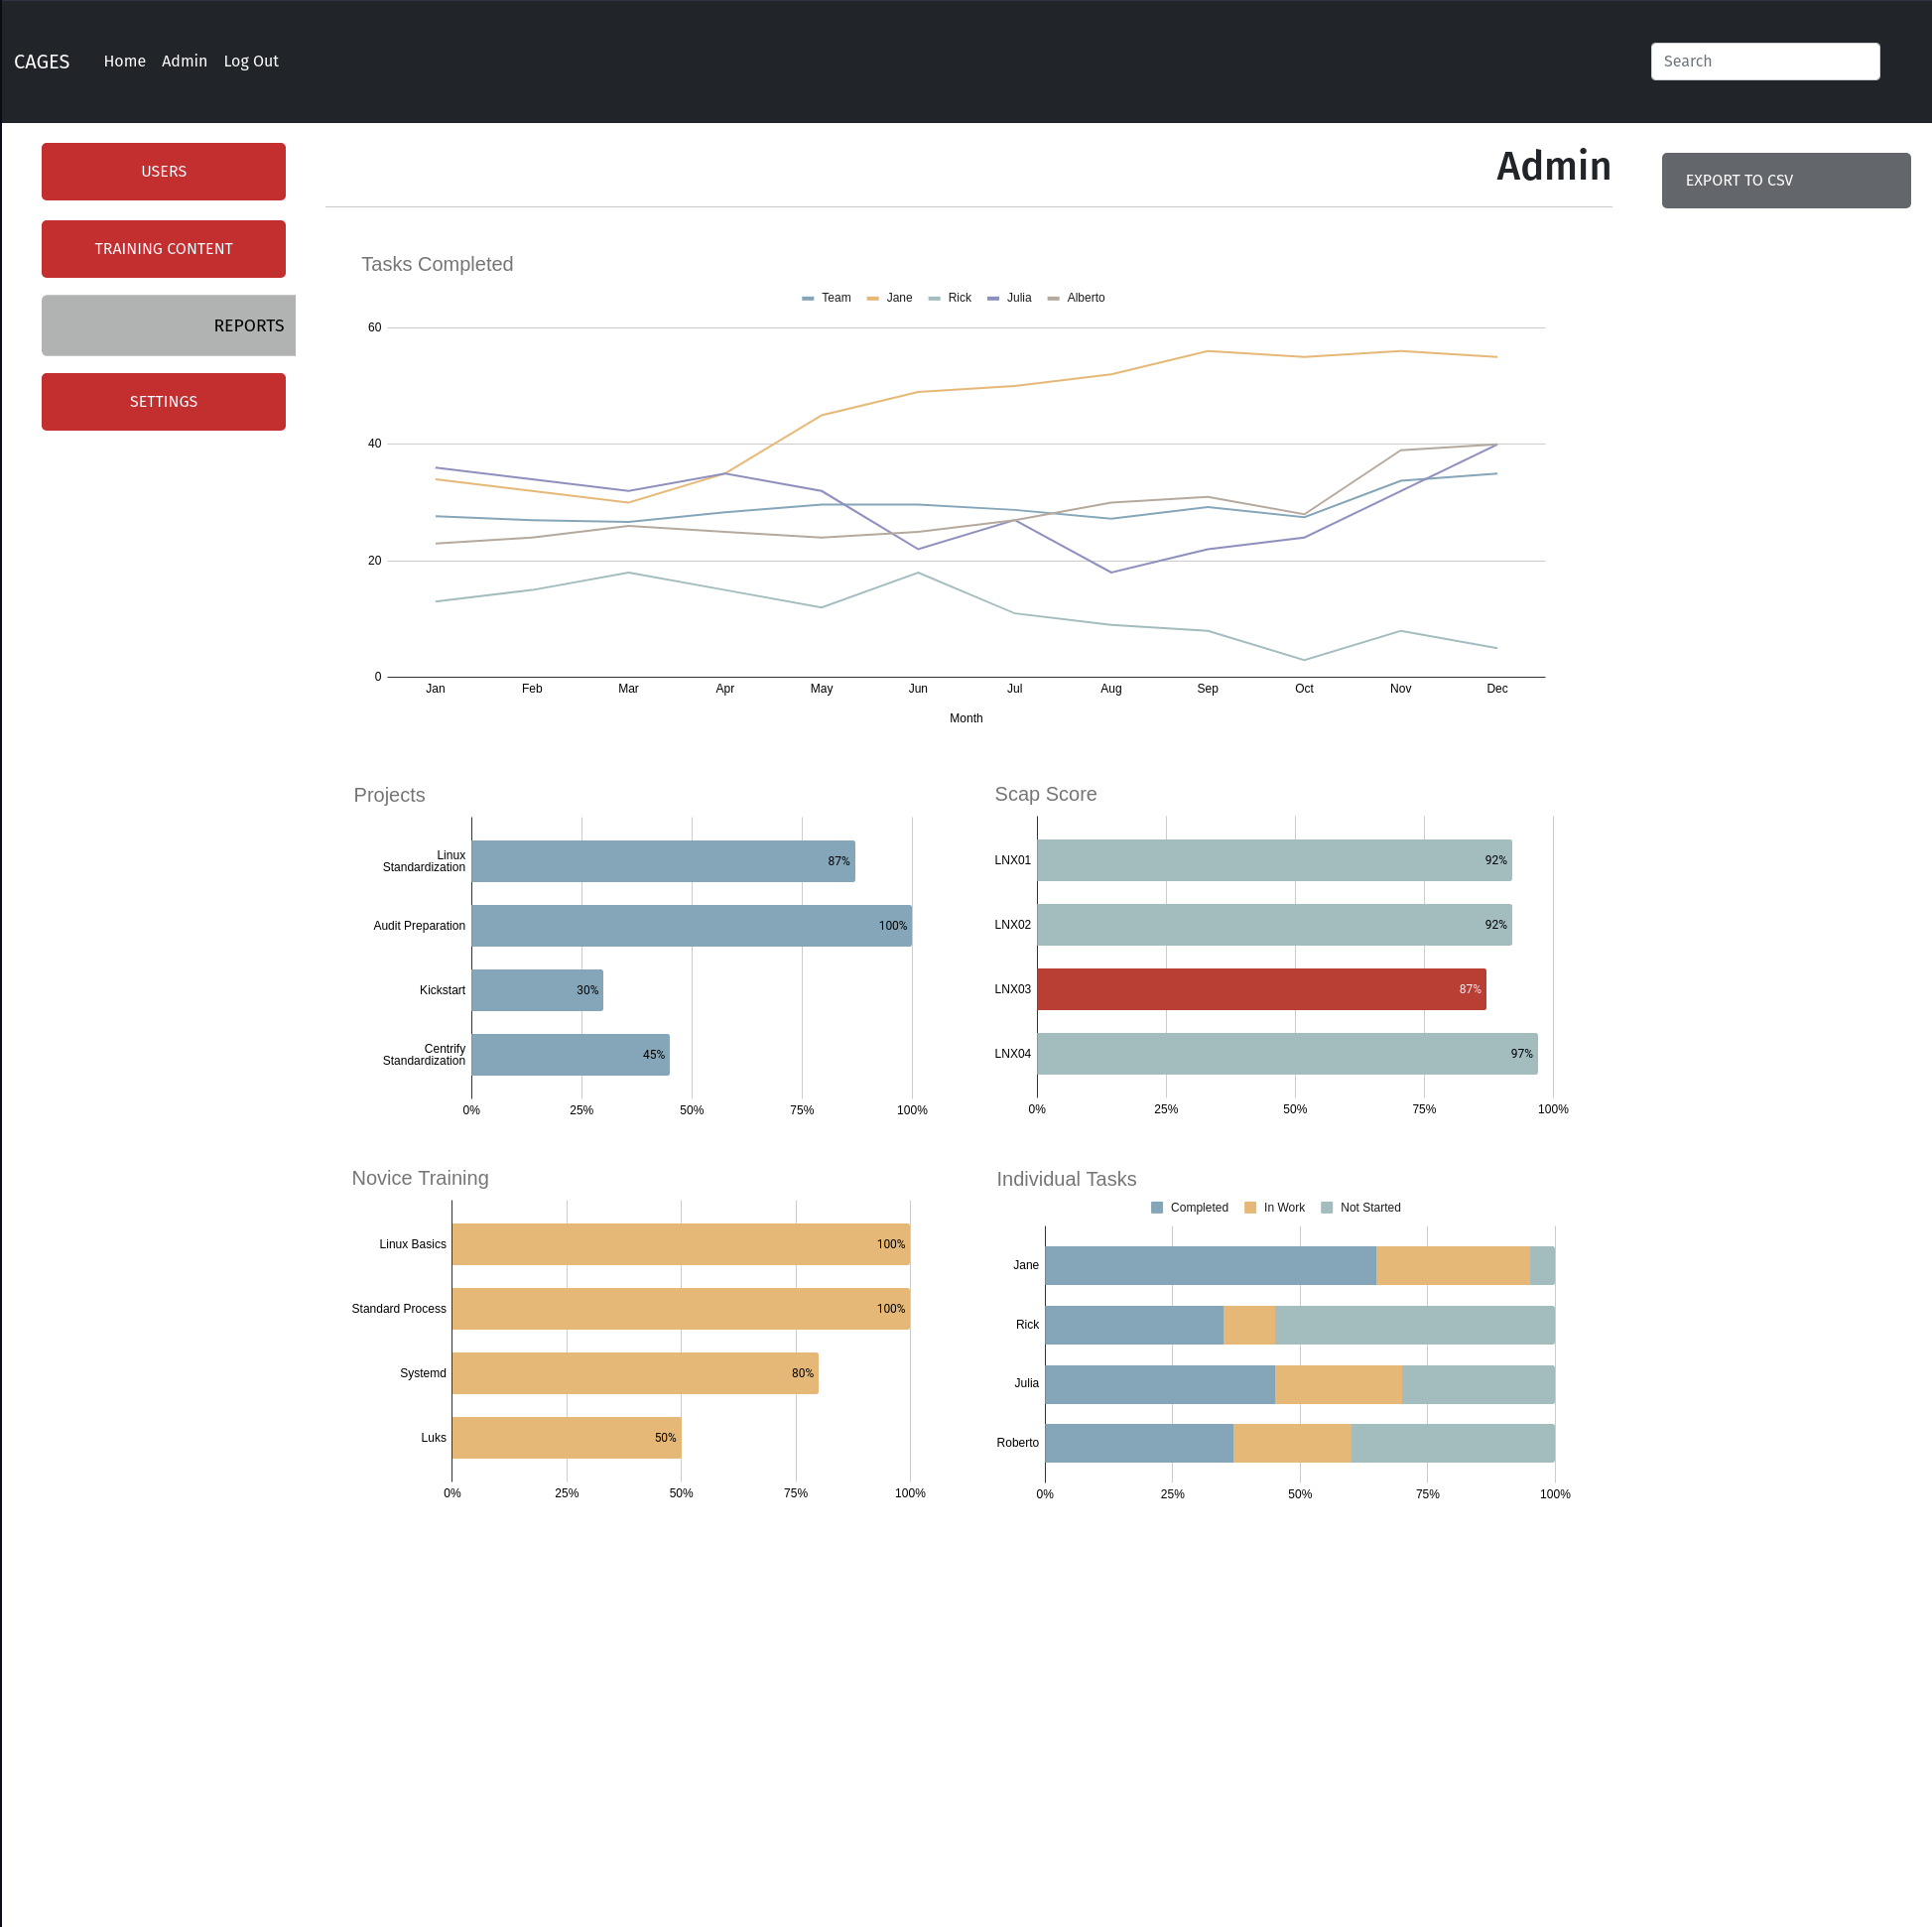 CAGES Home Admin Log Out Search
USERS
TRAINING CONTENT
REPORTS
SETTINGS
Admin
EXPORT TO CSV
Tasks Completed
Team Jane Rick Julia Alberto
60
40
20
0
Jan Feb Mar Apr May Jun Jul Aug Sep Oct Nov Dec
Month
Projects
Linux
Standardization
87%
Audit Preparation 100%
Kickstart 30%
Centrify
Standardization
45%
0% 25% 50% 75% 100%
Scap Score
LNX01 92%
LNX02 92%
LNX03 87%
LNX04 97%
0% 25% 50% 75% 100%
Novice Training
Linux Basics 100%
Standard Process 100%
Systemd 80%
Luks 50%
0% 25% 50% 75% 100%
Individual Tasks
Completed In Work Not Started
Jane
Rick
Julia
Roberto
0% 25% 50% 75% 100%